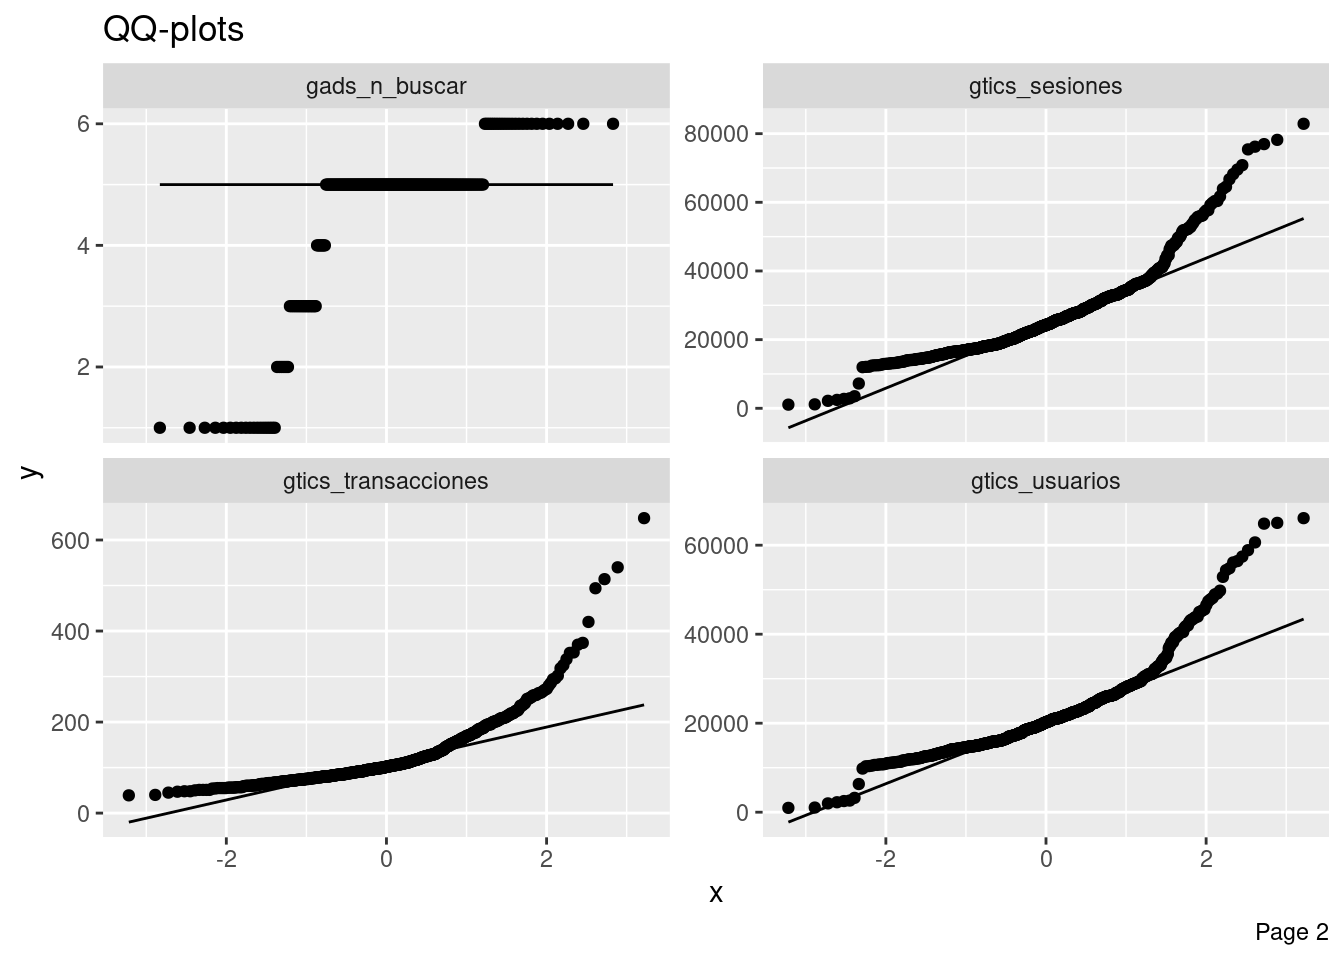 QQ-plots
gads_n_buscar
gtics_sesiones
6
4
2
80000
60000
40000
20000
0
y
gtics_transacciones
gtics_usuarios
600
400
200
0
60000
40000
20000
0
-2 0 2
-2 0 2
x
Page 2